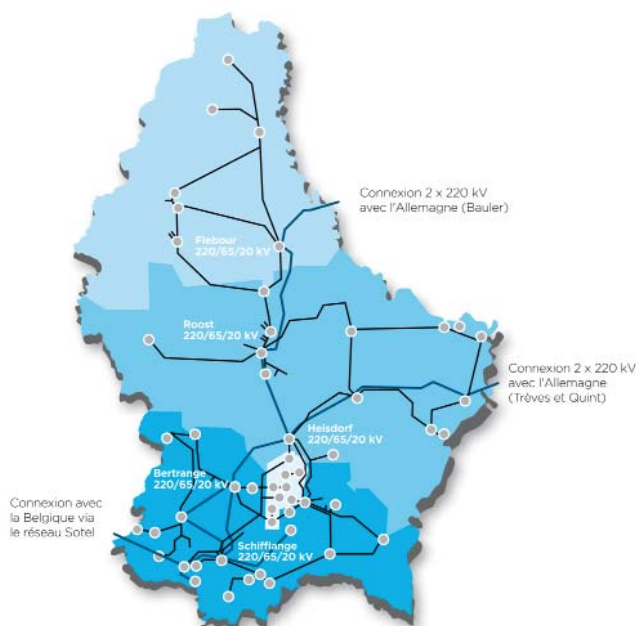 Connexion 2 x 220 kV
avec l'Allemagne (Bauler)
Flebour
220/65/20 kV
Roost
220/65/20 kV
Connexion 2 x 220 kV
avec l'Allemagne
(Trèves et Quint)
Heisdorf
220/65/20 kV
Bertrange
220/65/20 kV
Connexion avec
la Belgique via
le réseau Sotel
Schifflange
220/65/20 kV